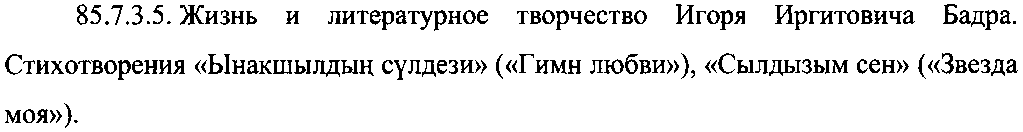 85.7.3.5. Жизнь и литературное творчество Игоря Иргитовича Бадра.
Стихотворения «Ынакшылдың сүлдези» («Гимн любви»), «Сылдызым сен» («Звезда
моя»).